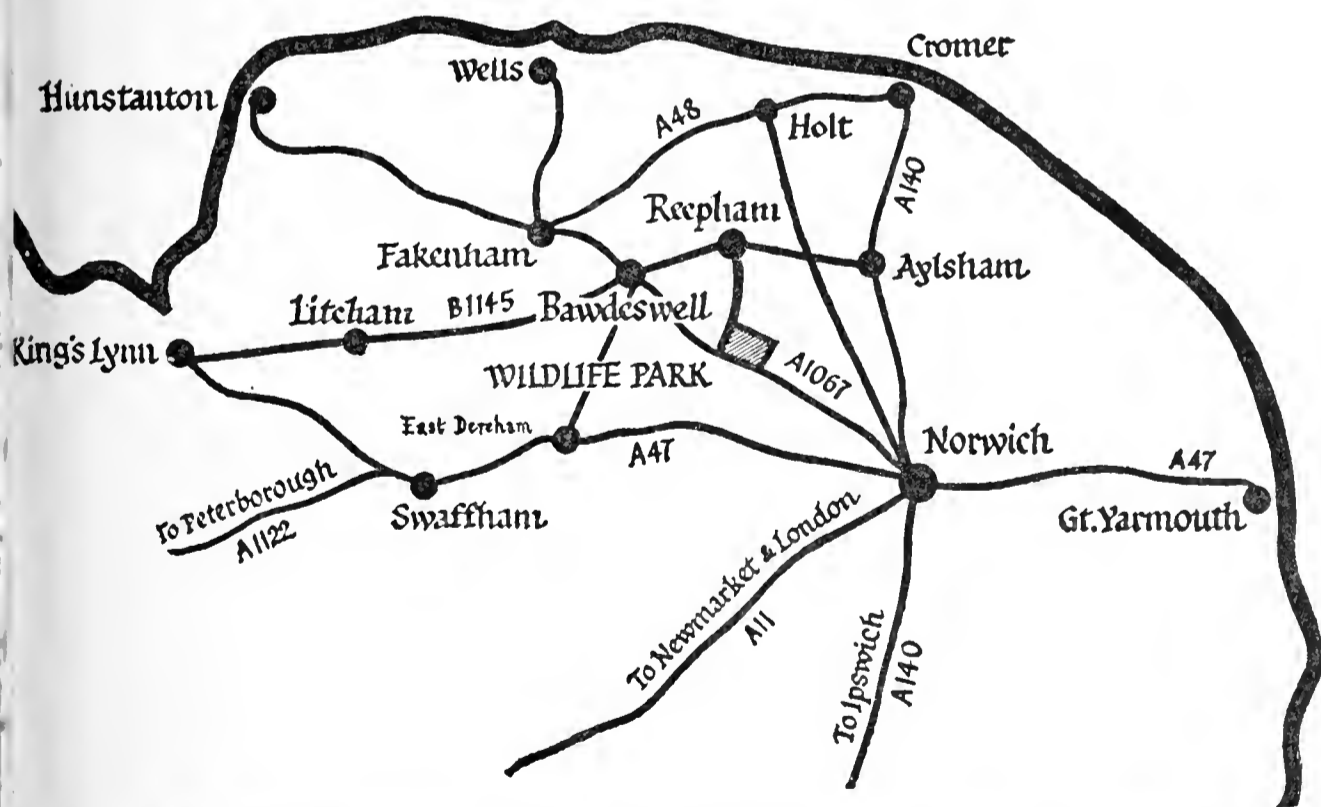 Cromer
Wells
Hunstanton
A48
Holt
A140
Reepham
Fakenham
Aylsham
Litcham
B1145
Bawdeswell
King's Lynn
WILDLIFE PARK
A1067
East Dereham
A47
Norwich
A47
To Peterborough
A1122
Swaffham
Gt. Yarmouth
To Newmarket & London
A11
To Ipswich
A140